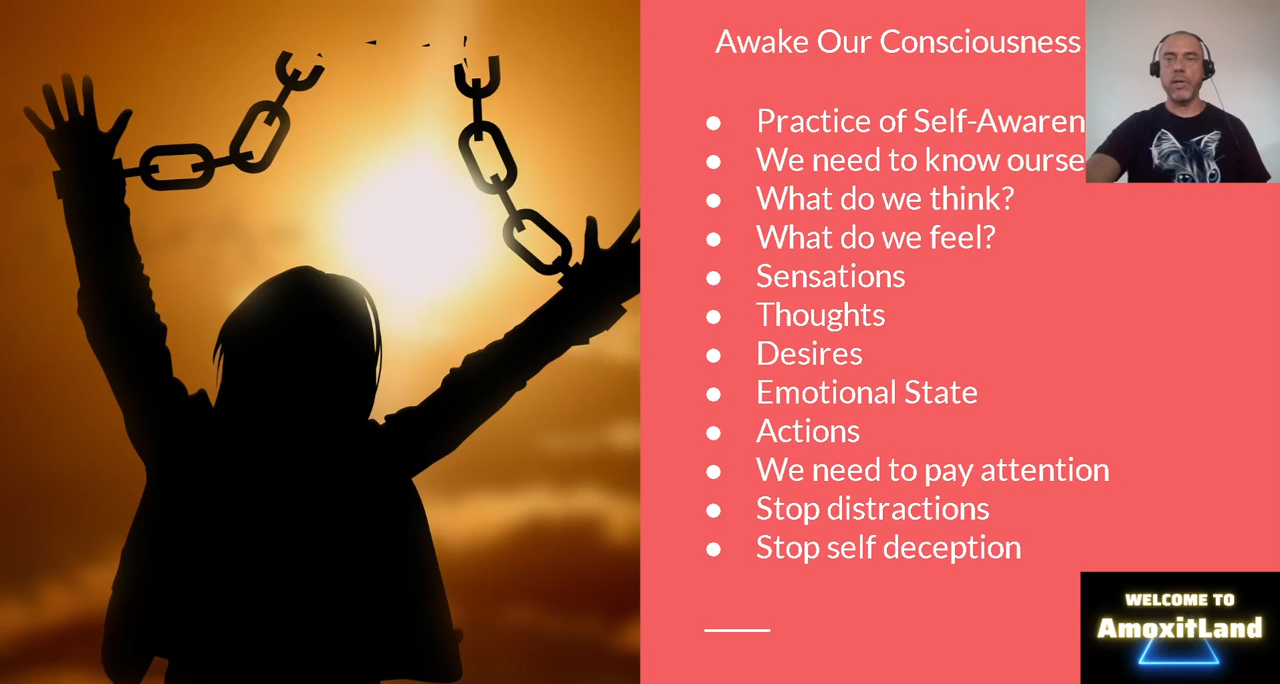 Awake Our Consciousness
● Practice of Self-Awaren
● We need to know ourse
● What do we think?
● What do we feel?
● Sensations
● Thoughts
● Desires
● Emotional State
● Actions
● We need to pay attention
● Stop distractions
● Stop self deception
WELCOME TO
AmoxitLand